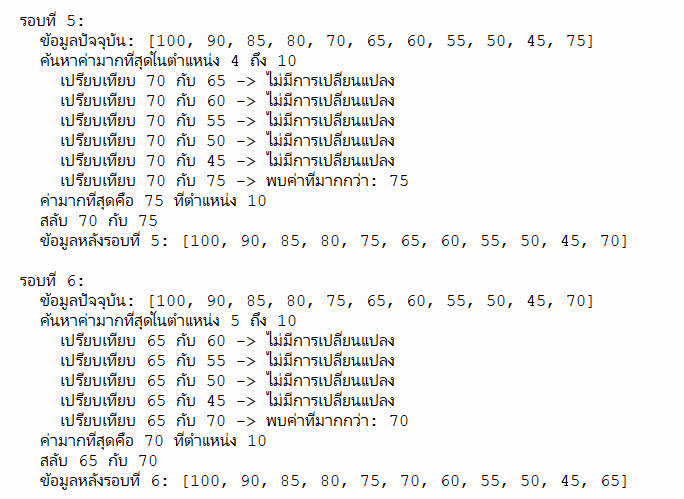 รอบที่ 5:
ข้อมูลปัจจุบัน: [100, 90, 85, 80, 70, 65, 60, 55, 50, 45, 75]
ค้นหาค่ามากที่สุดในตำแหน่ง 4 ถึง 10
เปรียบเทียบ 70 กับ 65 -> ไม่มีการเปลี่ยนแปลง
เปรียบเทียบ 70 กับ 60 -> ไม่มีการเปลี่ยนแปลง
เปรียบเทียบ 70 กับ 55 -> ไม่มีการเปลี่ยนแปลง
เปรียบเทียบ 70 กับ 50 -> ไม่มีการเปลี่ยนแปลง
เปรียบเทียบ 70 กับ 45 -> ไม่มีการเปลี่ยนแปลง
เปรียบเทียบ 70 กับ 75 -> พบค่าที่มากกว่า: 75
ค่ามากที่สุดคือ 75 ที่ตำแหน่ง 10
สลับ 70 กับ 75
ข้อมูลหลังรอบที่ 5: [100, 90, 85, 80, 75, 65, 60, 55, 50, 45, 70]
รอบที่ 6:
ข้อมูลปัจจุบัน: [100, 90, 85, 80, 75, 65, 60, 55, 50, 45, 70]
ค้นหาค่ามากที่สุดในตำแหน่ง 5 ถึง 10
เปรียบเทียบ 65 กับ 60 -> ไม่มีการเปลี่ยนแปลง
เปรียบเทียบ 65 กับ 55 -> ไม่มีการเปลี่ยนแปลง
เปรียบเทียบ 65 กับ 50 -> ไม่มีการเปลี่ยนแปลง
เปรียบเทียบ 65 กับ 45 -> ไม่มีการเปลี่ยนแปลง
เปรียบเทียบ 65 กับ 70 -> พบค่าที่มากกว่า: 70
ค่ามากที่สุดคือ 70 ที่ตำแหน่ง 10
สลับ 65 กับ 70
ข้อมูลหลังรอบที่ 6: [100, 90, 85, 80, 75, 70, 60, 55, 50, 45, 65]